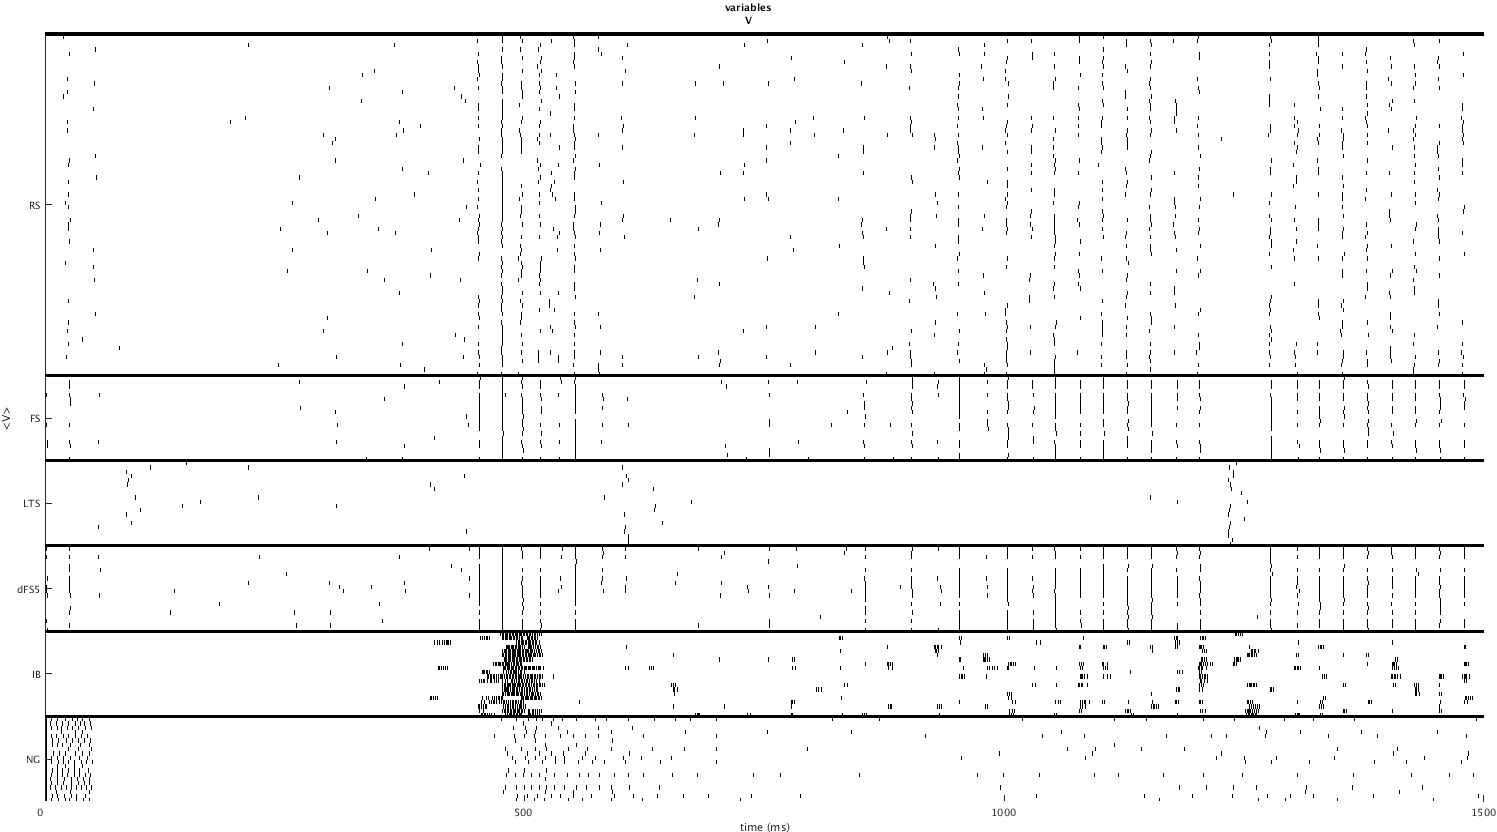 variables
V
RS
FS
<V>
LTS
dFS5
IB
NG
0 500 1000 1500
time (ms)